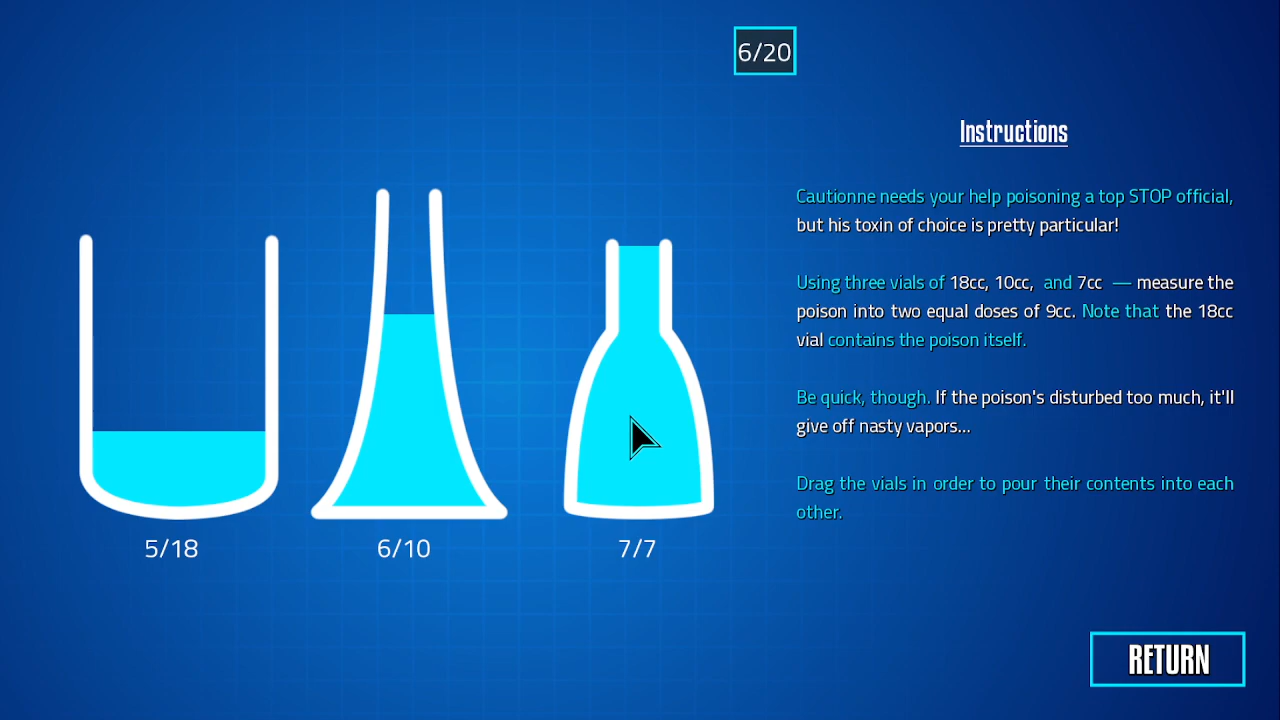 6/20
Instructions
Cautionne needs your help poisoning a top STOP official,
but his toxin of choice is pretty particular!
Using three vials of 18cc, 10cc, and 7cc — measure the
poison into two equal doses of 9cc. Note that the 18cc
vial contains the poison itself.
Be quick, though. If the poison's disturbed too much, it'll
give off nasty vapors...
Drag the vials in order to pour their contents into each
other.
5/18
6/10
7/7
RETURN